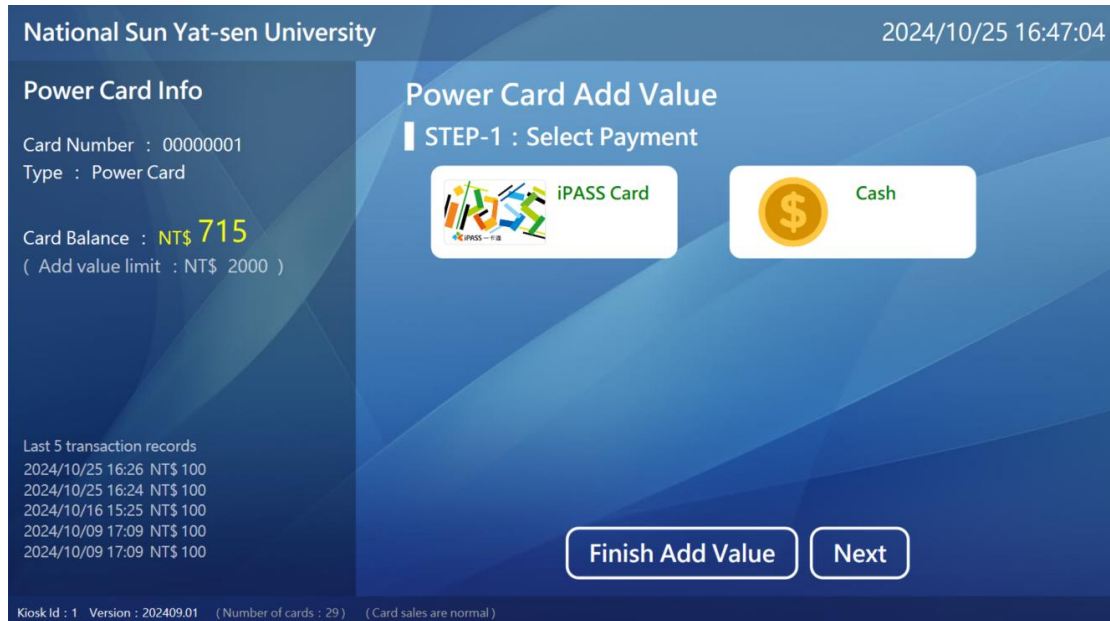 National Sun Yat-sen University
2024/10/25 16:47:04
Power Card Info
Card Number : 00000001
Type : Power Card
Card Balance : NT$ 715
( Add value limit : NT$ 2000 )
Last 5 transaction records
2024/10/25 16:26 NT$ 100
2024/10/25 16:24 NT$ 100
2024/10/16 15:25 NT$ 100
2024/10/09 17:09 NT$ 100
2024/10/09 17:09 NT$ 100
Power Card Add Value
STEP-1 : Select Payment
iPASS
iPASS 一卡通
iPASS Card
$
Cash
Finish Add Value
Next
Kiosk Id : 1 Version : 202409.01 ( Number of cards : 29 ) ( Card sales are normal )